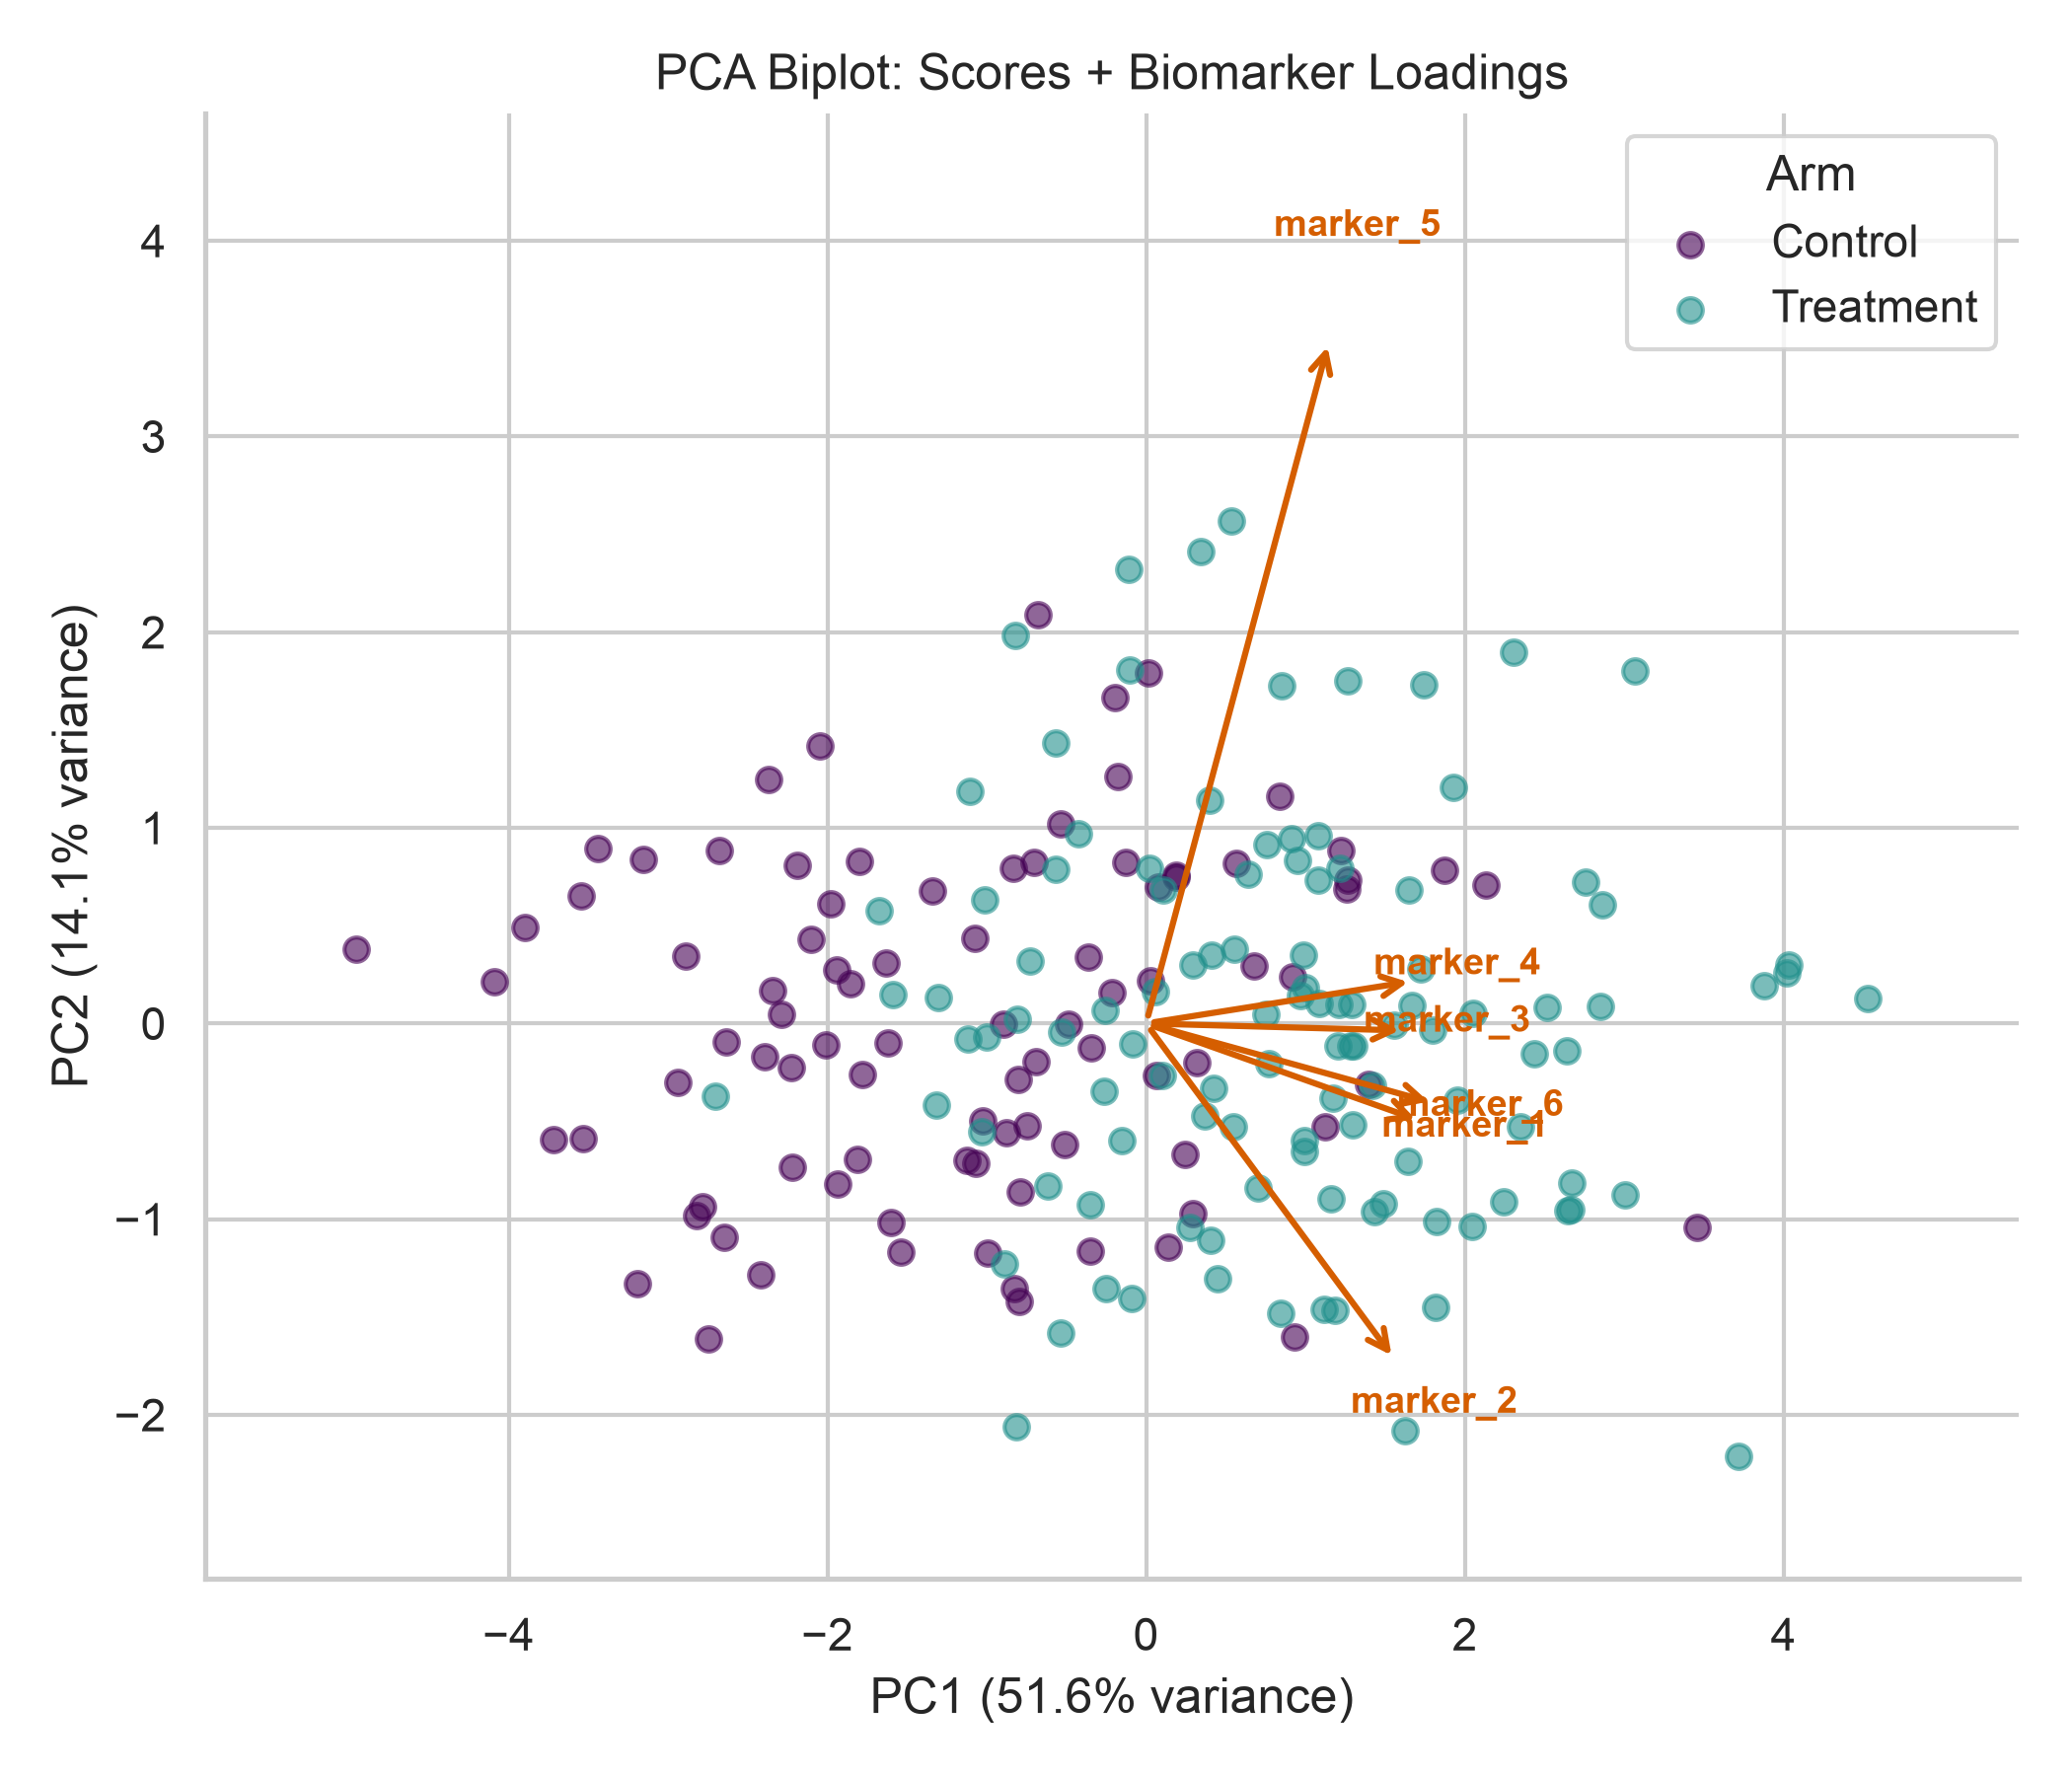 PCA Biplot: Scores + Biomarker Loadings
Arm
Control
Treatment
marker_5
marker_4
marker_3
marker_6
marker_1
marker_2
4
3
2
1
0
−1
−2
PC2 (14.1% variance)
−4
−2
0
2
4
PC1 (51.6% variance)